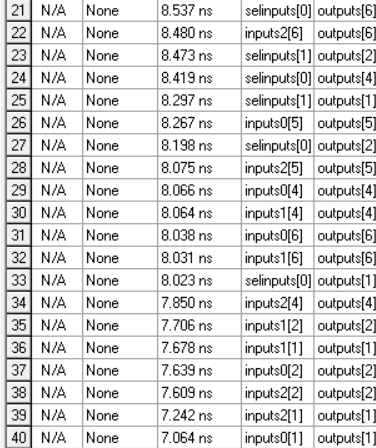 21 N/A None 8.537 ns selinputs[0] outputs[6]
22 N/A None 8.480 ns inputs2[6] outputs[6]
23 N/A None 8.473 ns selinputs[1] outputs[2]
24 N/A None 8.419 ns selinputs[0] outputs[4]
25 N/A None 8.297 ns selinputs[1] outputs[1]
26 N/A None 8.267 ns inputs0[5] outputs[5]
27 N/A None 8.198 ns selinputs[0] outputs[2]
28 N/A None 8.075 ns inputs2[5] outputs[5]
29 N/A None 8.066 ns inputs0[4] outputs[4]
30 N/A None 8.064 ns inputs1[4] outputs[4]
31 N/A None 8.038 ns inputs0[6] outputs[6]
32 N/A None 8.031 ns inputs1[6] outputs[6]
33 N/A None 8.023 ns selinputs[0] outputs[1]
34 N/A None 7.850 ns inputs2[4] outputs[4]
35 N/A None 7.706 ns inputs1[2] outputs[2]
36 N/A None 7.678 ns inputs1[1] outputs[1]
37 N/A None 7.639 ns inputs0[2] outputs[2]
38 N/A None 7.609 ns inputs2[2] outputs[2]
39 N/A None 7.242 ns inputs2[1] outputs[1]
40 N/A None 7.064 ns inputs0[1] outputs[1]